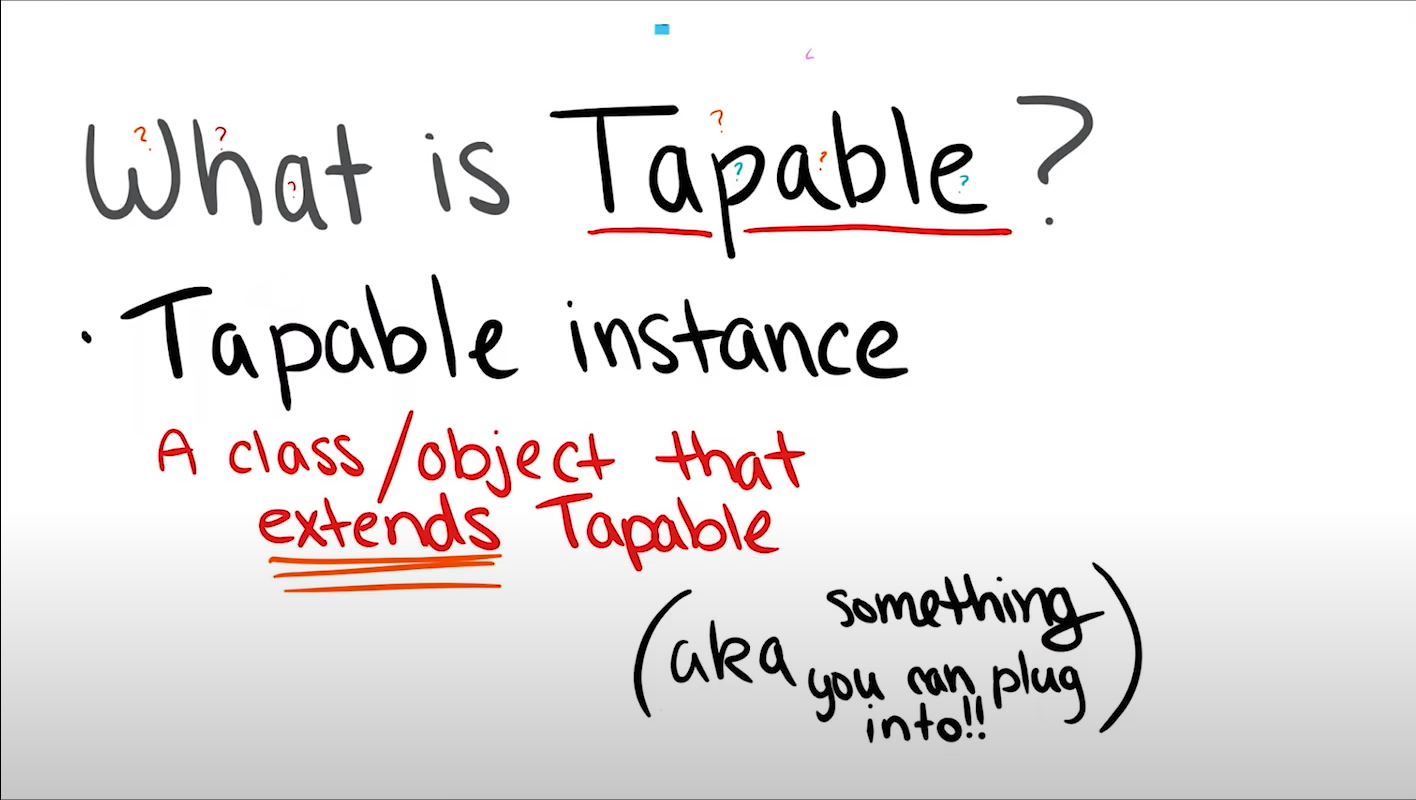 What is Tapable?
• Tapable instance
A class/object that
extends Tapable
(aka something
you can plug
into!!)